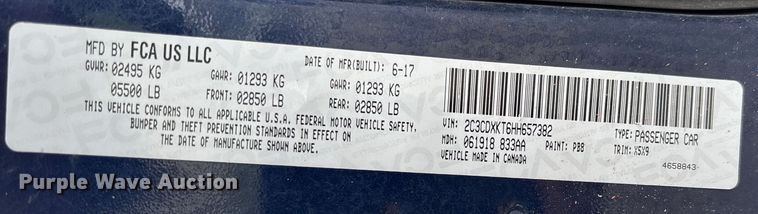 MFD BY FCA US LLC
DATE OF MFR(BUILT): 6-17
GVWR: 02495 KG GAWR: 01293 KG GAWR: 01293 KG
05500 LB FRONT: 02850 LB REAR: 02850 LB
THIS VEHICLE CONFORMS TO ALL APPLICABLE U.S.A. FEDERAL MOTOR VEHICLE SAFETY,
BUMPER AND THEFT PREVENTION STANDARDS IN EFFECT
ON THE DATE OF MANUFACTURE SHOWN ABOVE.
VIN: 2C3CDXKT6HH657382 TYPE: PASSENGER CAR
MDH: 061918 833AA PAINT: PB8 TRIM: X5X9
VEHICLE MADE IN CANADA
4658843
Purple Wave Auction